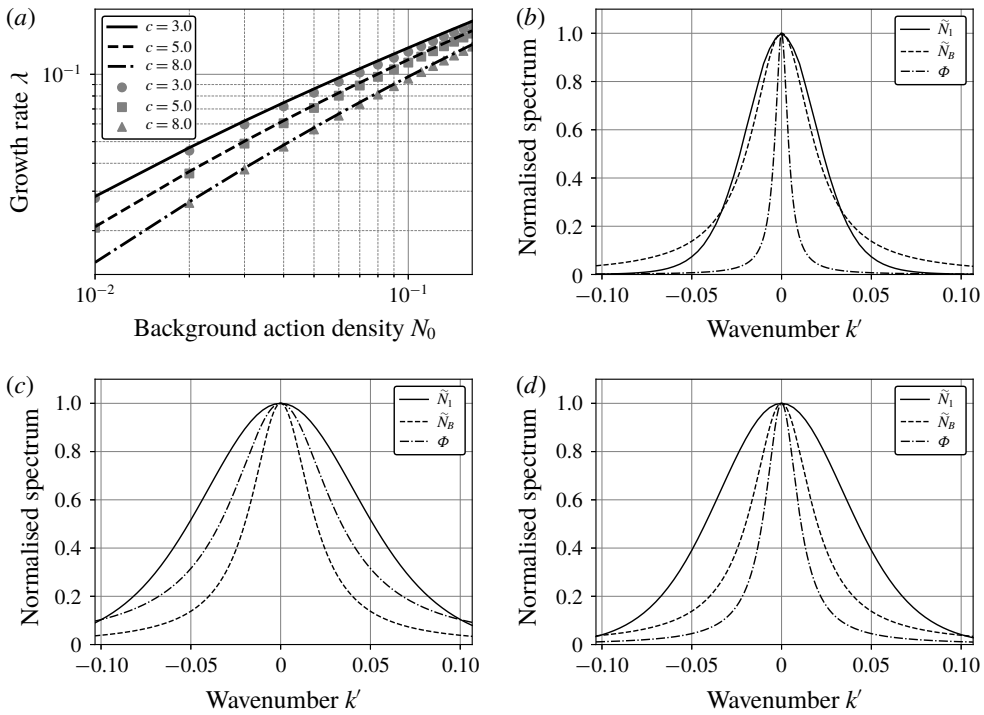 (a)
c = 3.0
c = 5.0
c = 8.0
c = 3.0
c = 5.0
c = 8.0
Growth rate λ
10⁻¹
10⁻²
10⁻¹
Background action density N₀
(b)
Normalised spectrum
1.0
0.8
0.6
0.4
0.2
0
−0.10
−0.05
0
0.05
0.10
Wavenumber k′
Ñ₁
Ñ_B
Φ
(c)
Normalised spectrum
1.0
0.8
0.6
0.4
0.2
0
−0.10
−0.05
0
0.05
0.10
Wavenumber k′
Ñ₁
Ñ_B
Φ
(d)
Normalised spectrum
1.0
0.8
0.6
0.4
0.2
0
−0.10
−0.05
0
0.05
0.10
Wavenumber k′
Ñ₁
Ñ_B
Φ